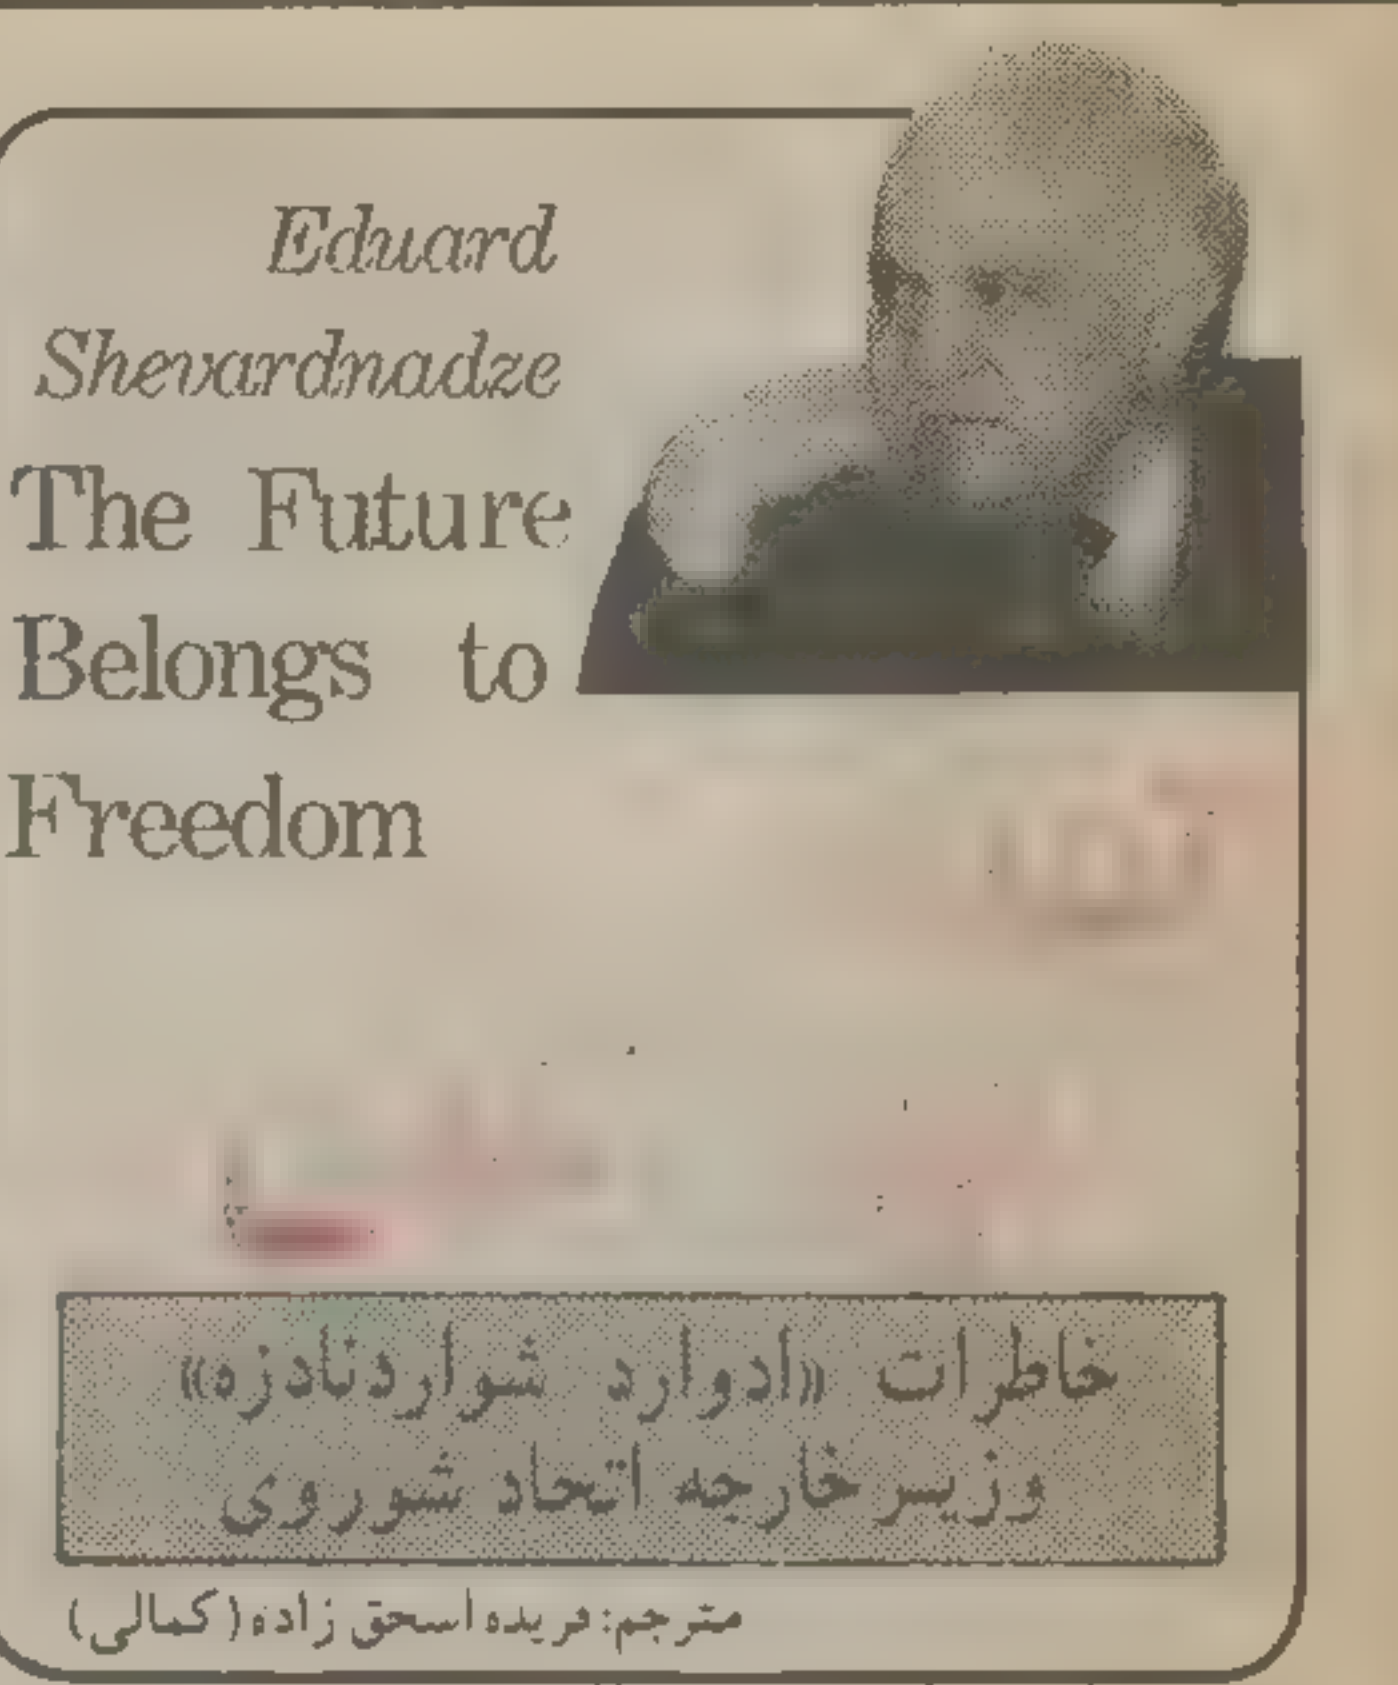 Eduard
Shevardnadze
The Future
Belongs to
Freedom
خاطرات «ادوارد شواردنادزه»
وزیر خارجه اتحاد شوروی
مترجم: فریده اسحق زاده (کمالی)